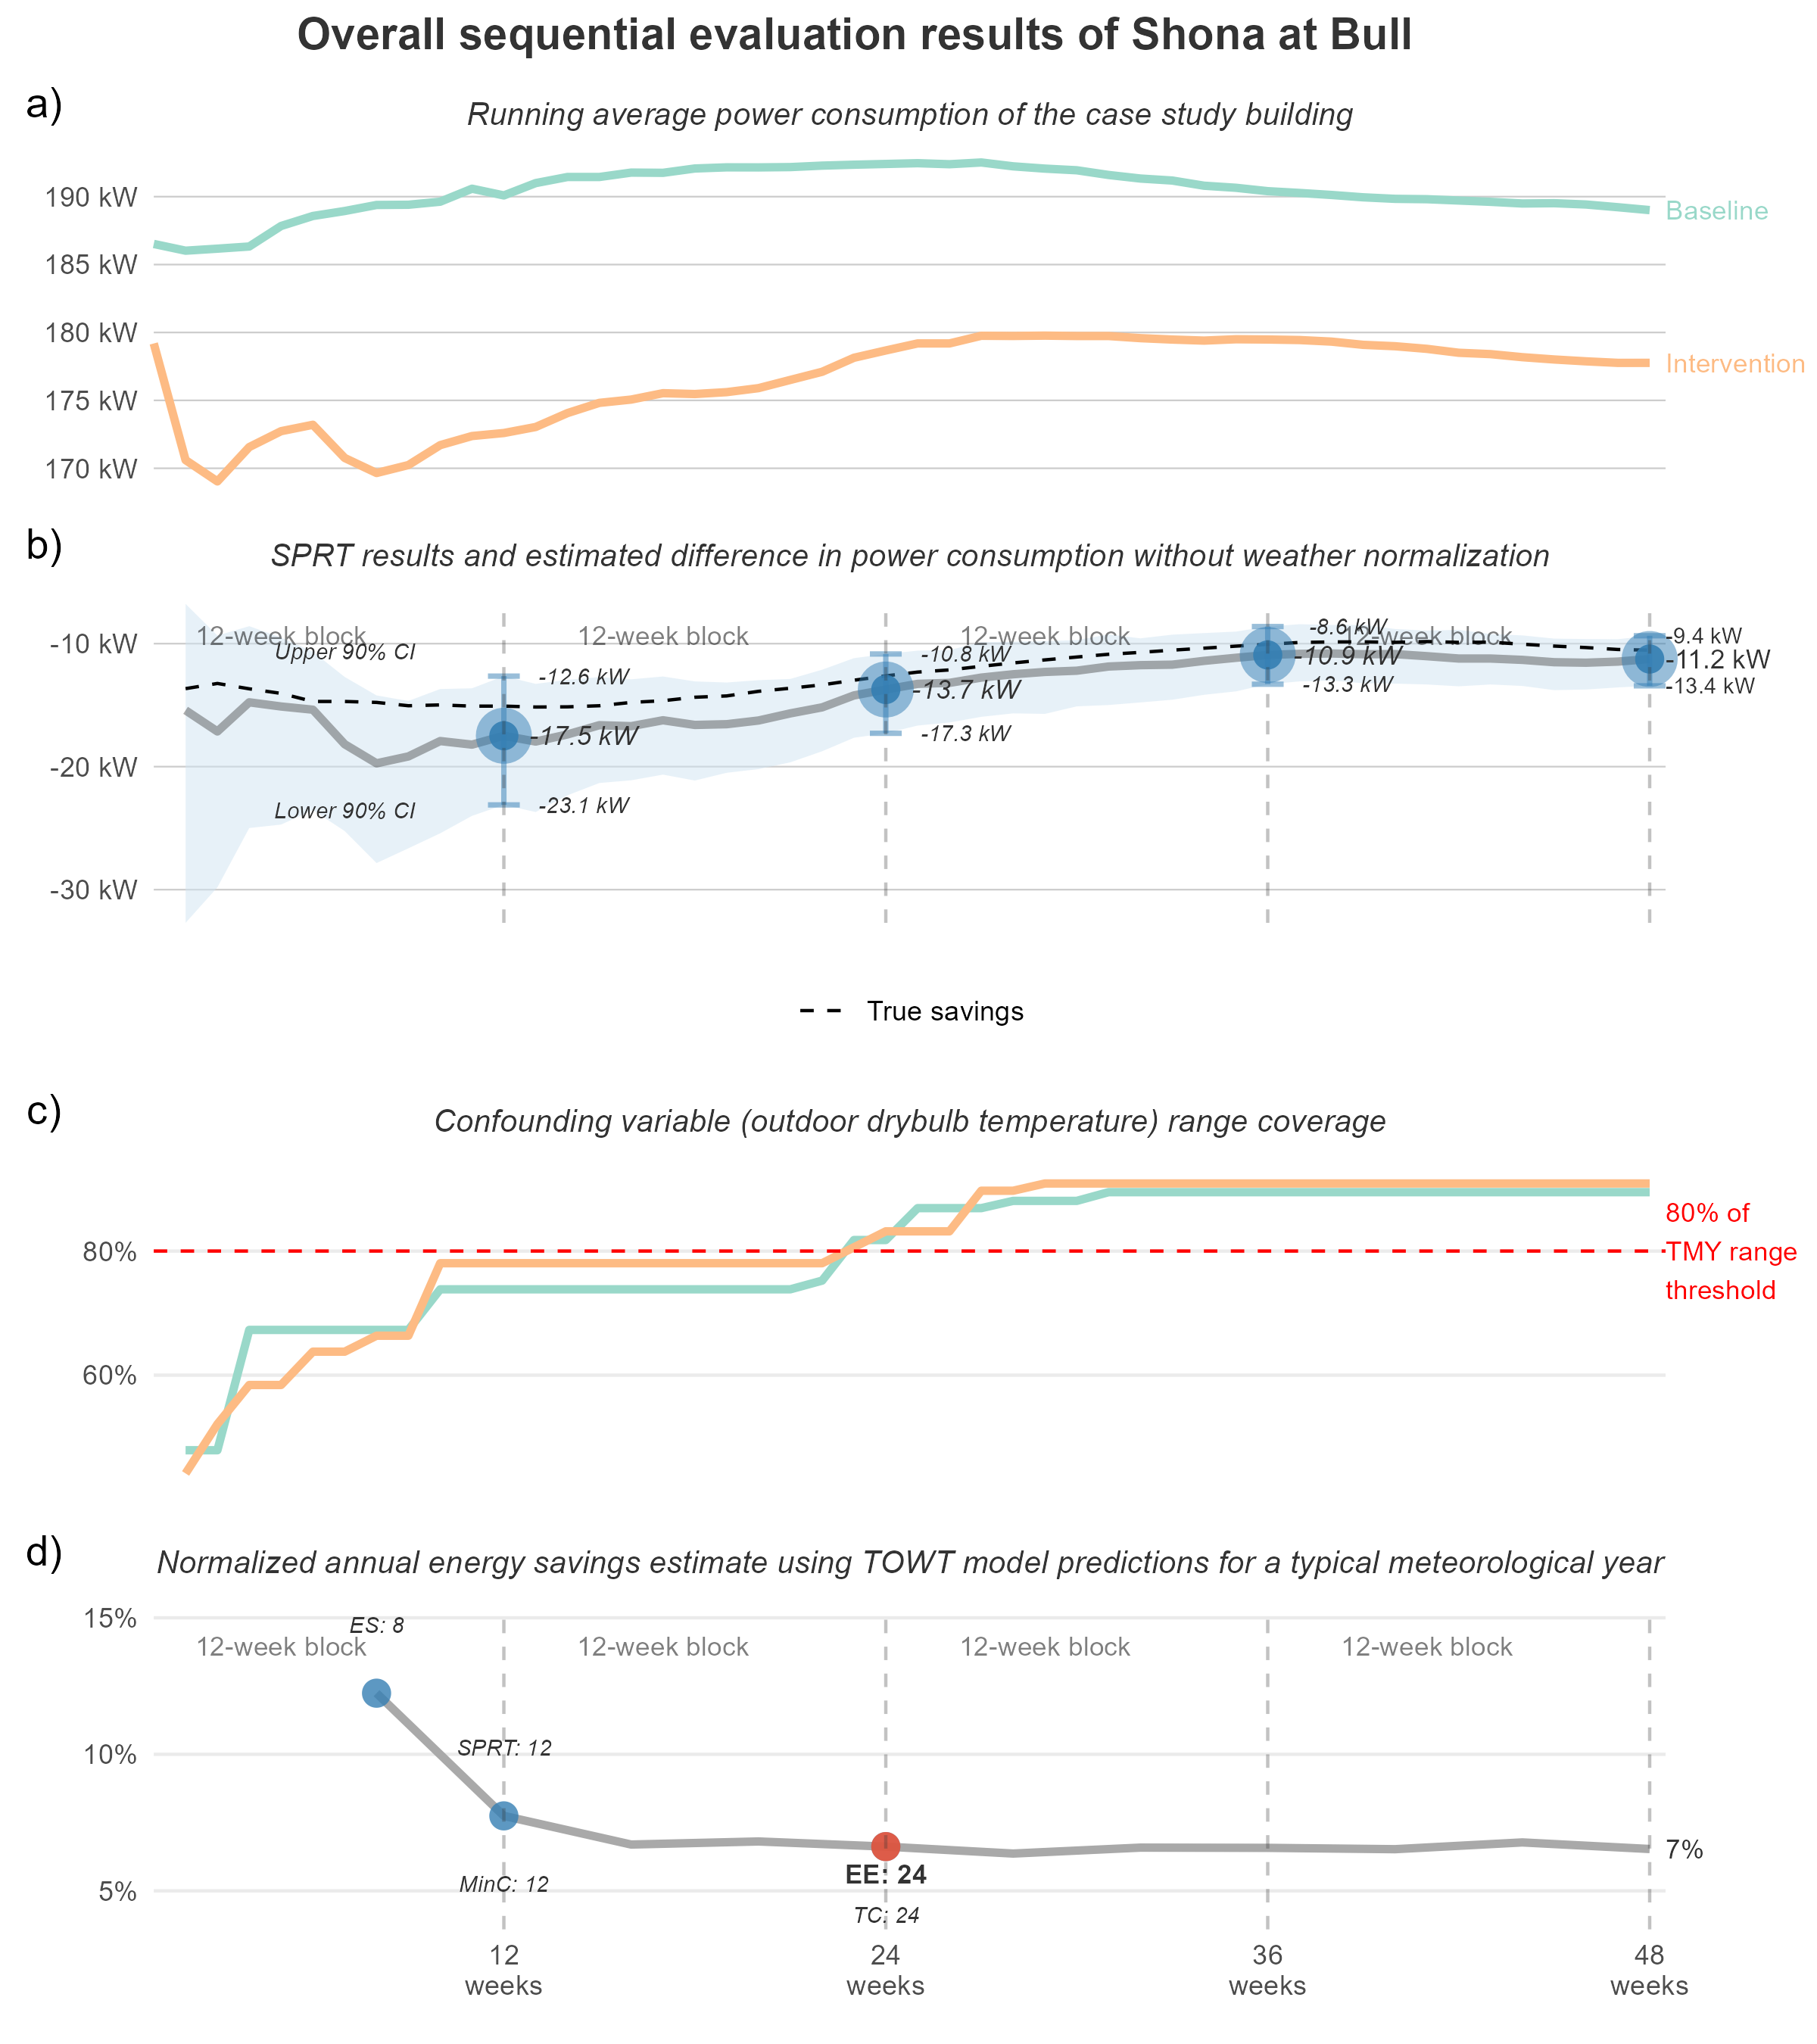 Overall sequential evaluation results of Shona at Bull
a)
Running average power consumption of the case study building
190 kW
185 kW
180 kW
175 kW
170 kW
Baseline
Intervention
b)
SPRT results and estimated difference in power consumption without weather normalization
-10 kW
-20 kW
-30 kW
12-week block
12-week block
12-week block
12-week block
Upper 90% CI
Lower 90% CI
-12.6 kW
-17.5 kW
-23.1 kW
-10.8 kW
-13.7 kW
-17.3 kW
-8.6 kW
-10.9 kW
-13.3 kW
-9.4 kW
-11.2 kW
-13.4 kW
True savings
c)
Confounding variable (outdoor drybulb temperature) range coverage
80%
60%
80% of
TMY range
threshold
d)
Normalized annual energy savings estimate using TOWT model predictions for a typical meteorological year
15%
10%
5%
ES: 8
12-week block
12-week block
12-week block
12-week block
SPRT: 12
MinC: 12
EE: 24
TC: 24
7%
12
weeks
24
weeks
36
weeks
48
weeks